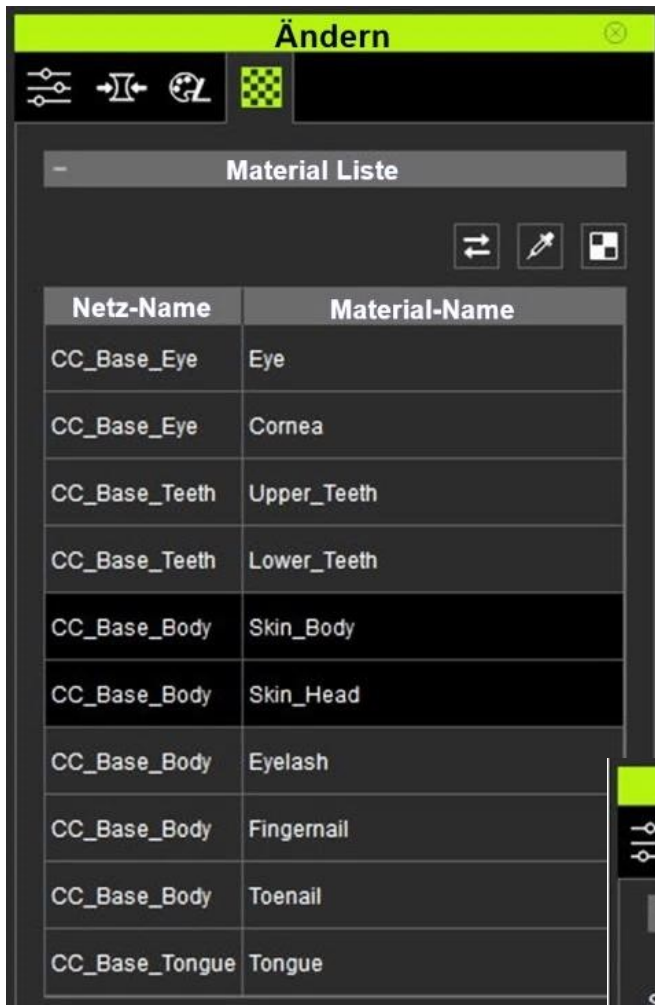 Ändern
Material Liste
Netz-Name Material-Name
CC_Base_Eye Eye
CC_Base_Eye Cornea
CC_Base_Teeth Upper_Teeth
CC_Base_Teeth Lower_Teeth
CC_Base_Body Skin_Body
CC_Base_Body Skin_Head
CC_Base_Body Eyelash
CC_Base_Body Fingernail
CC_Base_Body Toenail
CC_Base_Tongue Tongue